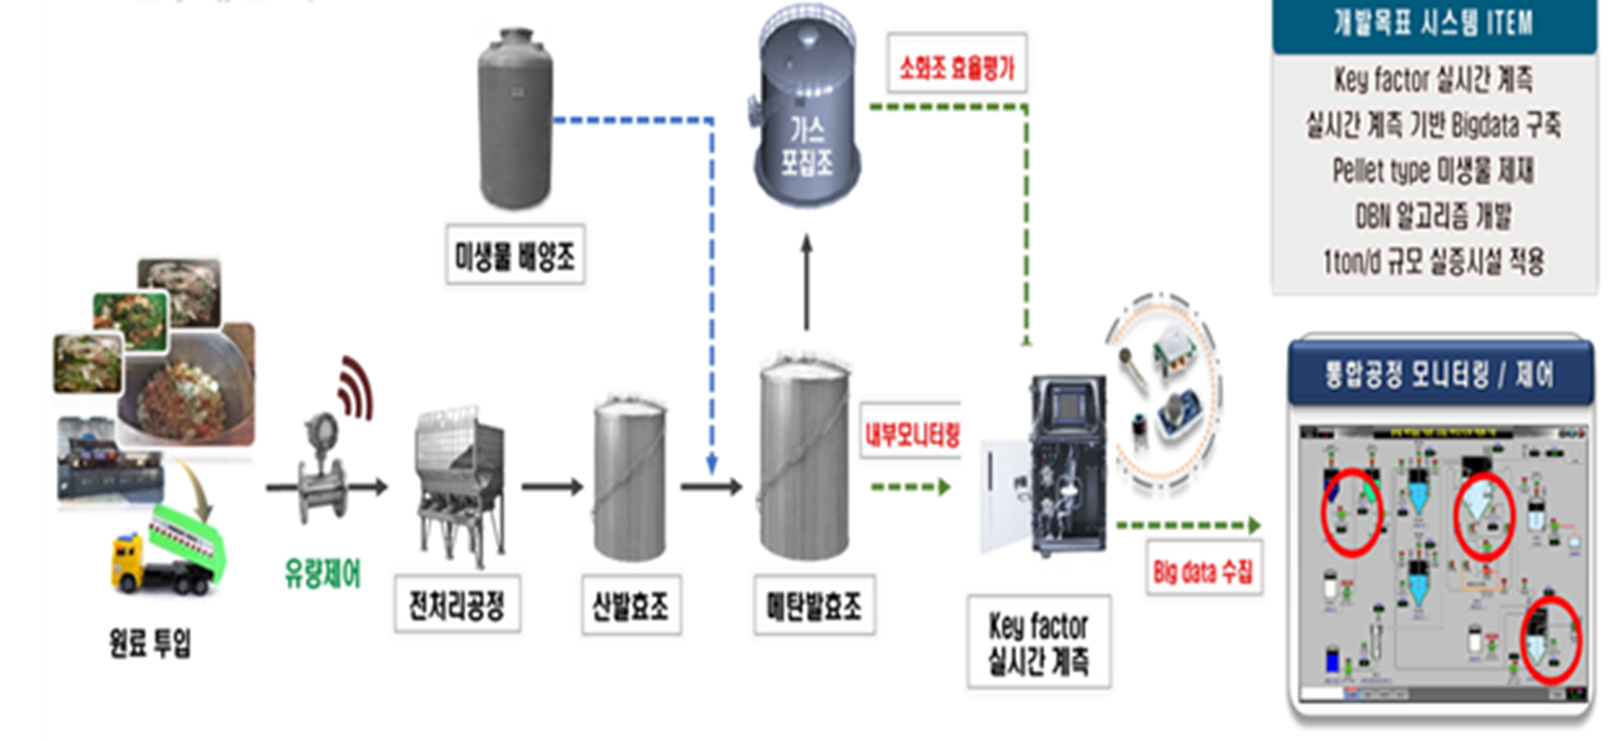 개발목표 시스템 ITEM
Key factor 실시간 계측
실시간 계측 기반 Bigdata 구축
Pellet type 미생물 제재
DBN 알고리즘 개발
1ton/d 규모 실증시설 적용
소화조 효율평가
가스
포집조
미생물 배양조
통합공정 모니터링 / 제어
내부모니터링
유량제어
Big data 수집
원료 투입
전처리공정
산발효조
메탄발효조
Key factor
실시간 계측